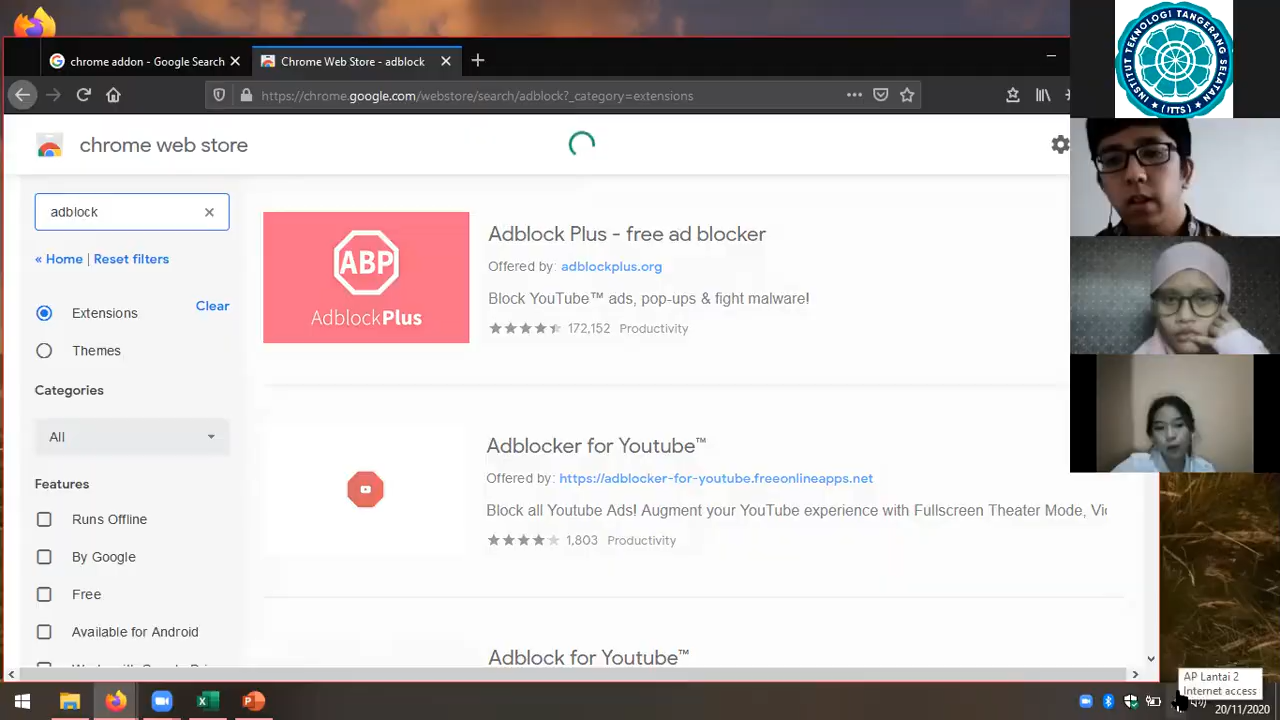 chrome addon - Google Search
Chrome Web Store - adblock
https://chrome.google.com/webstore/search/adblock?_category=extensions
INSTITUT TEKNOLOGI TANGERANG SELATAN
(ITTS)
chrome web store
adblock
« Home | Reset filters
Extensions
Clear
Themes
Categories
All
Features
Runs Offline
By Google
Free
Available for Android
ABP
AdblockPlus
Adblock Plus - free ad blocker
Offered by: adblockplus.org
Block YouTube™ ads, pop-ups & fight malware!
172,152 Productivity
Adblocker for Youtube™
Offered by: https://adblocker-for-youtube.freeonlineapps.net
Block all Youtube Ads! Augment your YouTube experience with Fullscreen Theater Mode,
1,803 Productivity
Adblock for Youtube™
AP Lantai 2
Internet access
20/11/2020